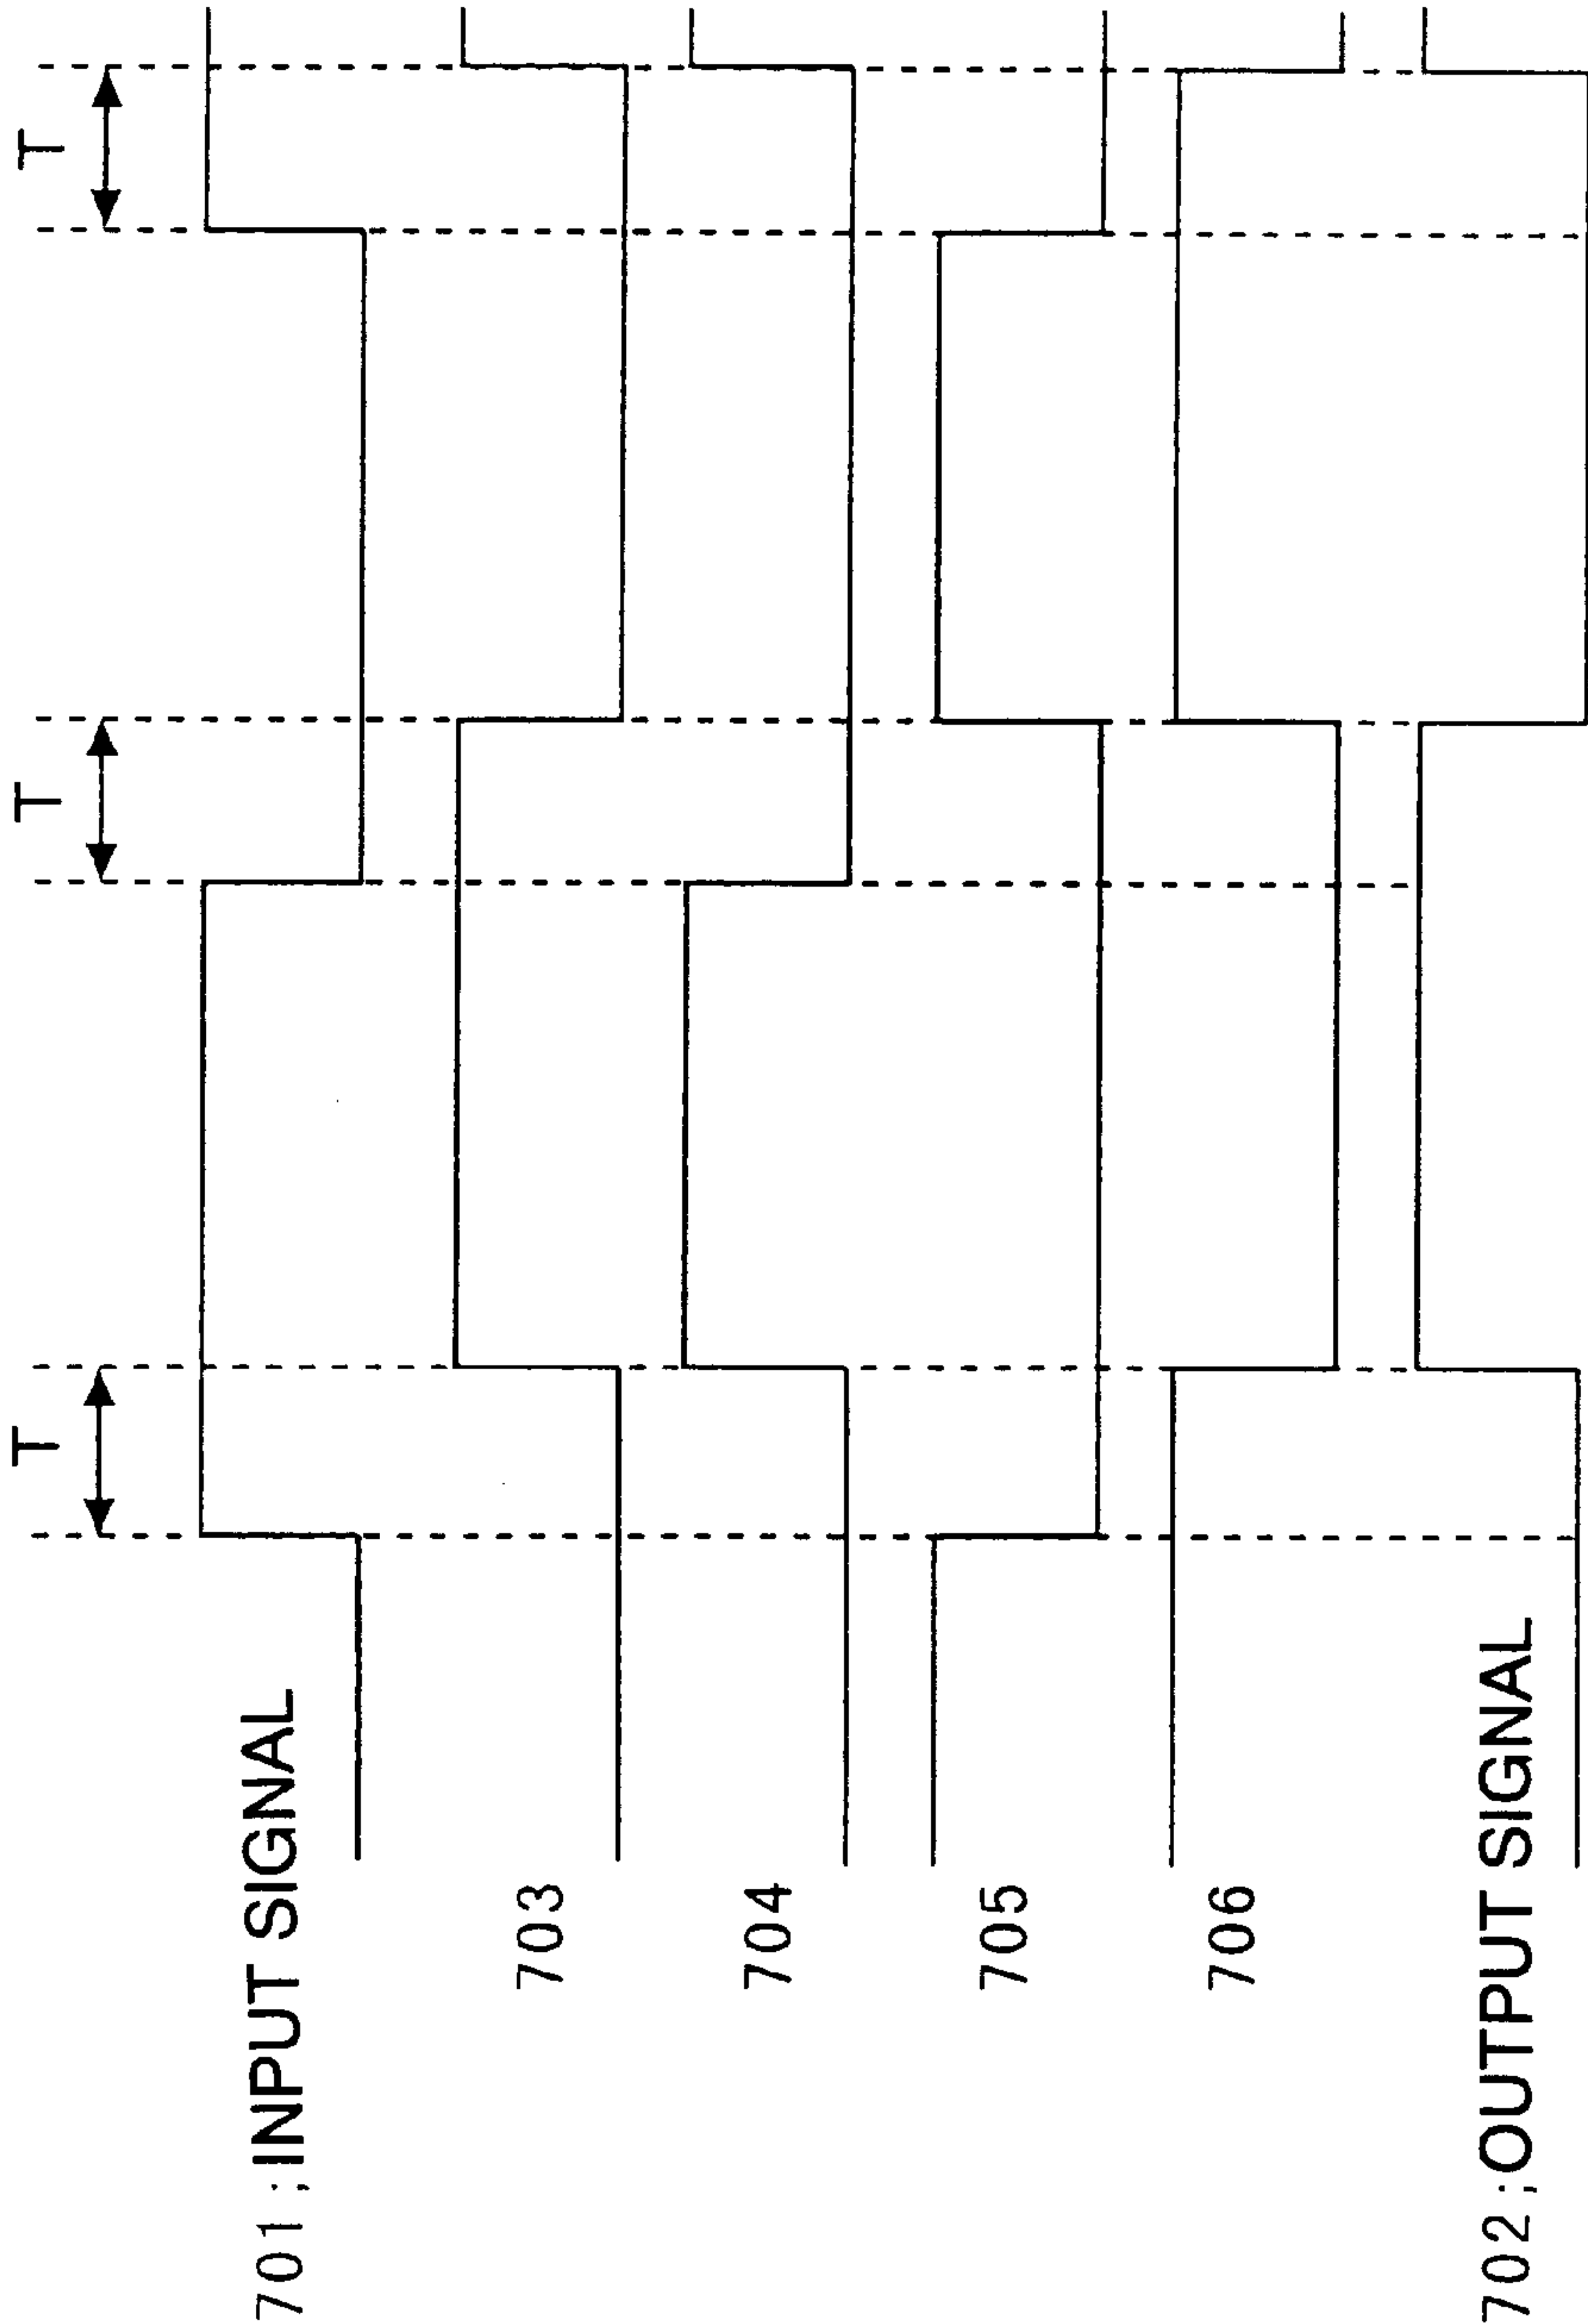 T
T
T
701;INPUT SIGNAL
703
704
705
706
702;OUTPUT SIGNAL